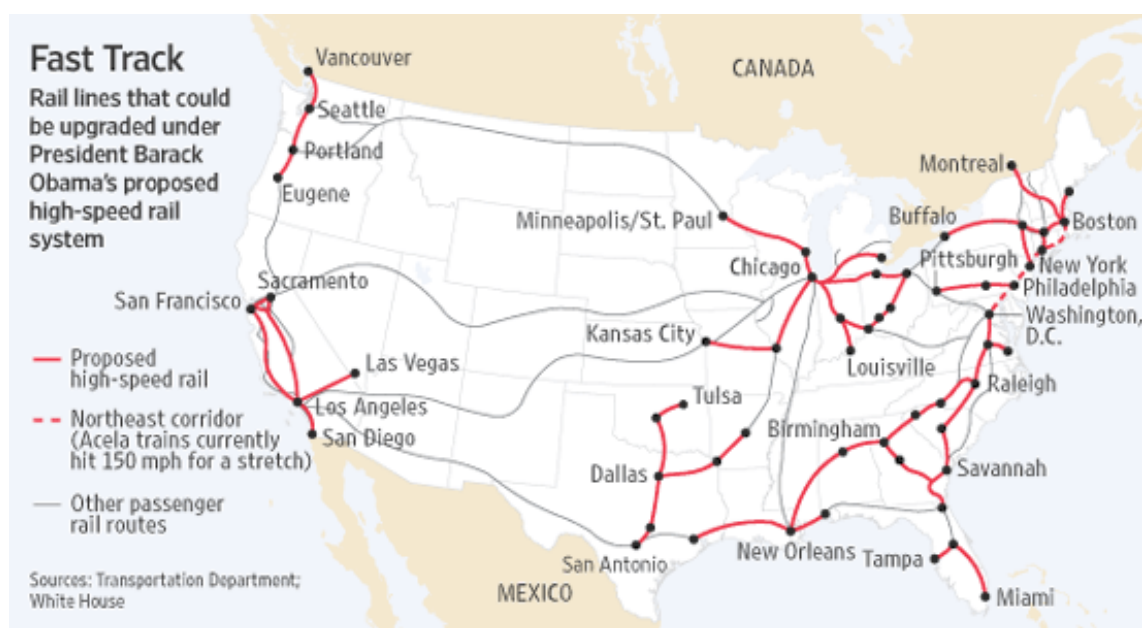 Fast Track
Rail lines that could
be upgraded under
President Barack
Obama's proposed
high-speed rail
system
Vancouver
Seattle
Portland
Eugene
CANADA
Montreal
Minneapolis/St. Paul
Buffalo
Boston
Chicago
Pittsburgh
New York
Philadelphia
Washington,
D.C.
Sacramento
San Francisco
Kansas City
Las Vegas
Louisville
Los Angeles
San Diego
Tulsa
Raleigh
Birmingham
Dallas
Savannah
San Antonio
New Orleans
Tampa
Miami
MEXICO
Proposed
high-speed rail
Northeast corridor
(Acela trains currently
hit 150 mph for a stretch)
Other passenger
rail routes
Sources: Transportation Department;
White House